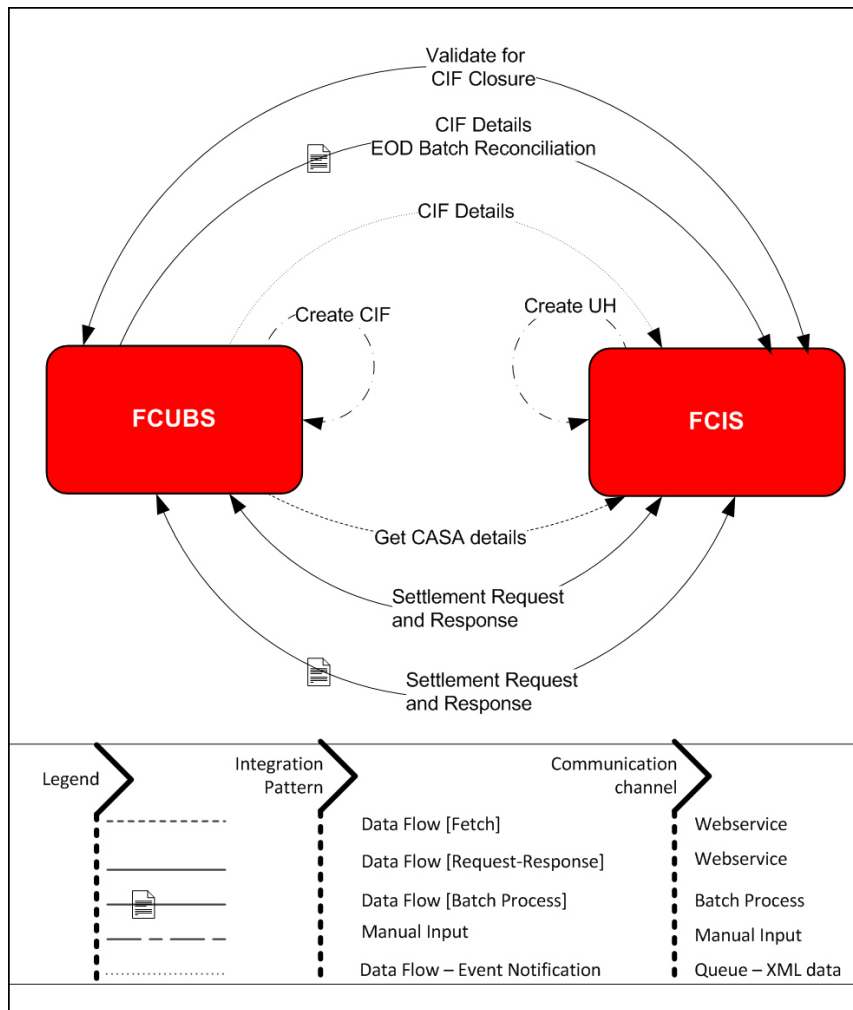 Validate for
CIF Closure
CIF Details
EOD Batch Reconciliation
CIF Details
Create CIF
Create UH
FCUBS
FCIS
Get CASA details
Settlement Request
and Response
Settlement Request
and Response
Legend
Integration
Pattern
Communication
channel
Data Flow [Fetch]
Webservice
Data Flow [Request-Response]
Webservice
Data Flow [Batch Process]
Batch Process
Manual Input
Manual Input
Data Flow – Event Notification
Queue – XML data